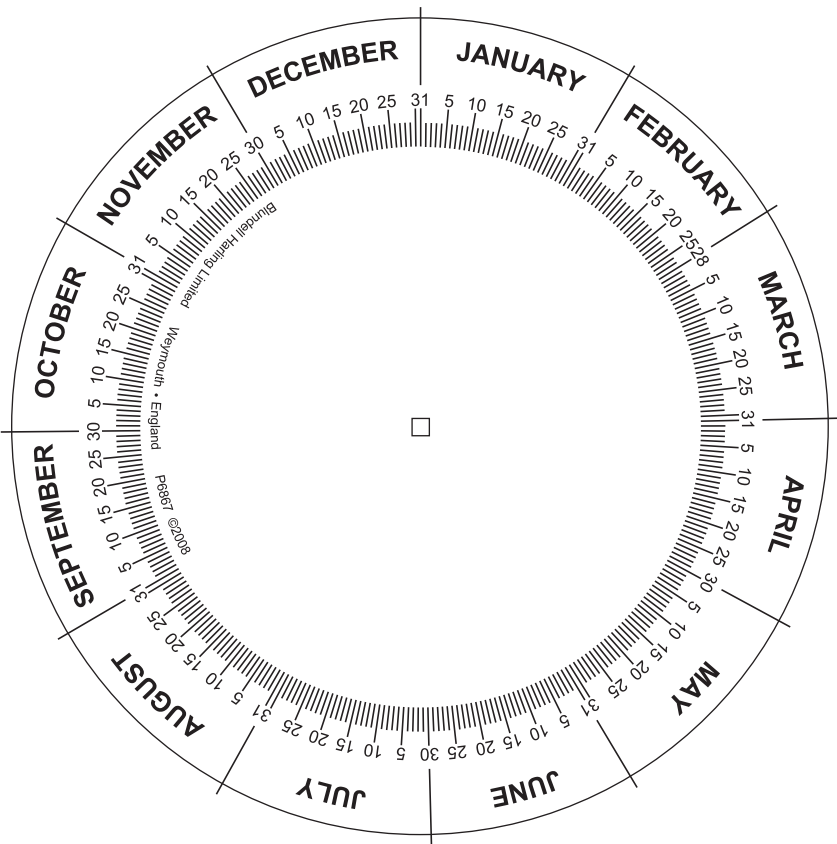 JANUARY
5 10 15 20 25 31
FEBRUARY
5 10 15 20 25 28
MARCH
5 10 15 20 25 31
APRIL
5 10 15 20 25 30
MAY
5 10 15 20 25 31
JUNE
5 10 15 20 25 30
JULY
5 10 15 20 25 31
AUGUST
5 10 15 20 25 31
SEPTEMBER
5 10 15 20 25 30
OCTOBER
5 10 15 20 25 31
NOVEMBER
5 10 15 20 25 30
DECEMBER
5 10 15 20 25 31
Blundell Harling Limited
Weymouth • England
P6867 ©2008